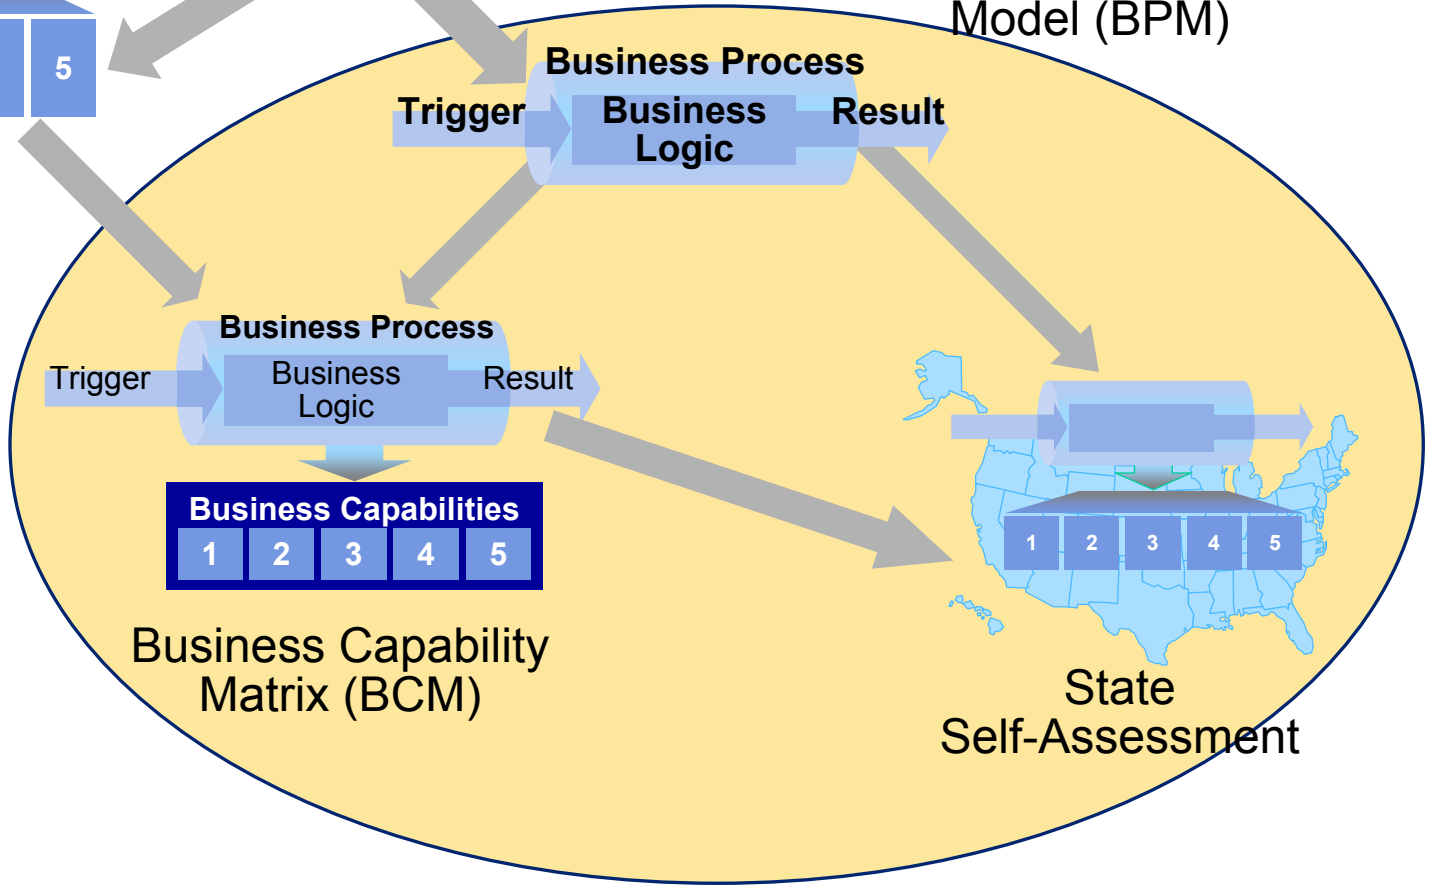 Model (BPM)
5
Business Process
Trigger
Business
Logic
Result
Business Process
Trigger
Business
Logic
Result
Business Capabilities
1 2 3 4 5
Business Capability
Matrix (BCM)
1 2 3 4 5
State
Self-Assessment